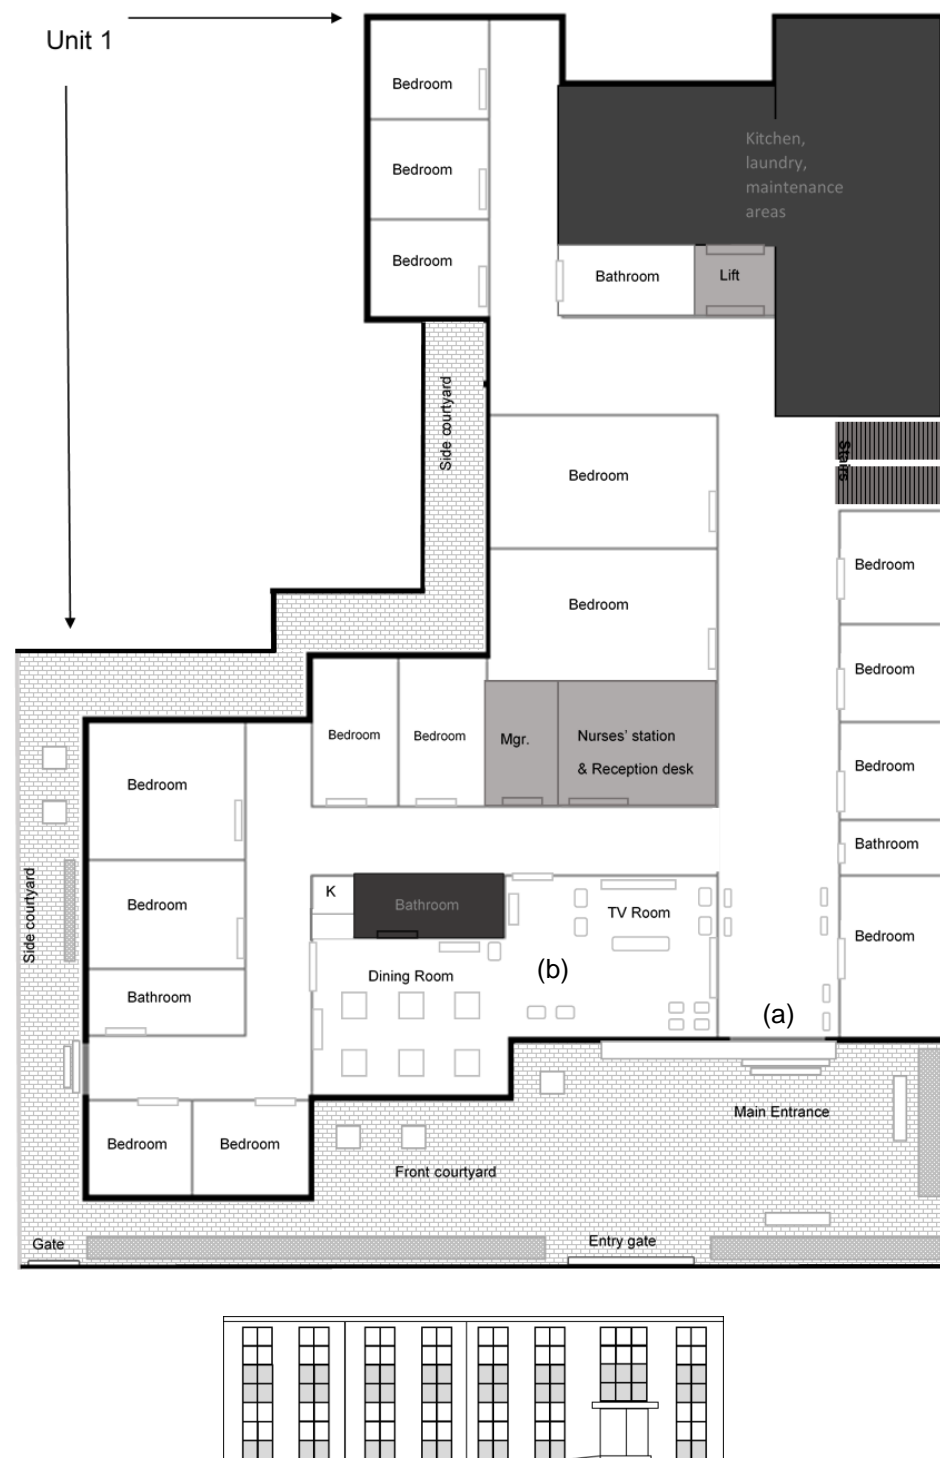 Unit 1
Bedroom
Kitchen,
laundry,
maintenance
areas
Bedroom
Bedroom
Bathroom
Lift
Side courtyard
Stairs
Bedroom
Bedroom
Bedroom
Bedroom
Bedroom
Bedroom
Mgr.
Nurses’ station
& Reception desk
Bedroom
Bedroom
Bathroom
Side courtyard
Bedroom
K
Bathroom
TV Room
Bedroom
Dining Room
(b)
Bathroom
(a)
Main Entrance
Bedroom
Bedroom
Front courtyard
Gate
Entry gate